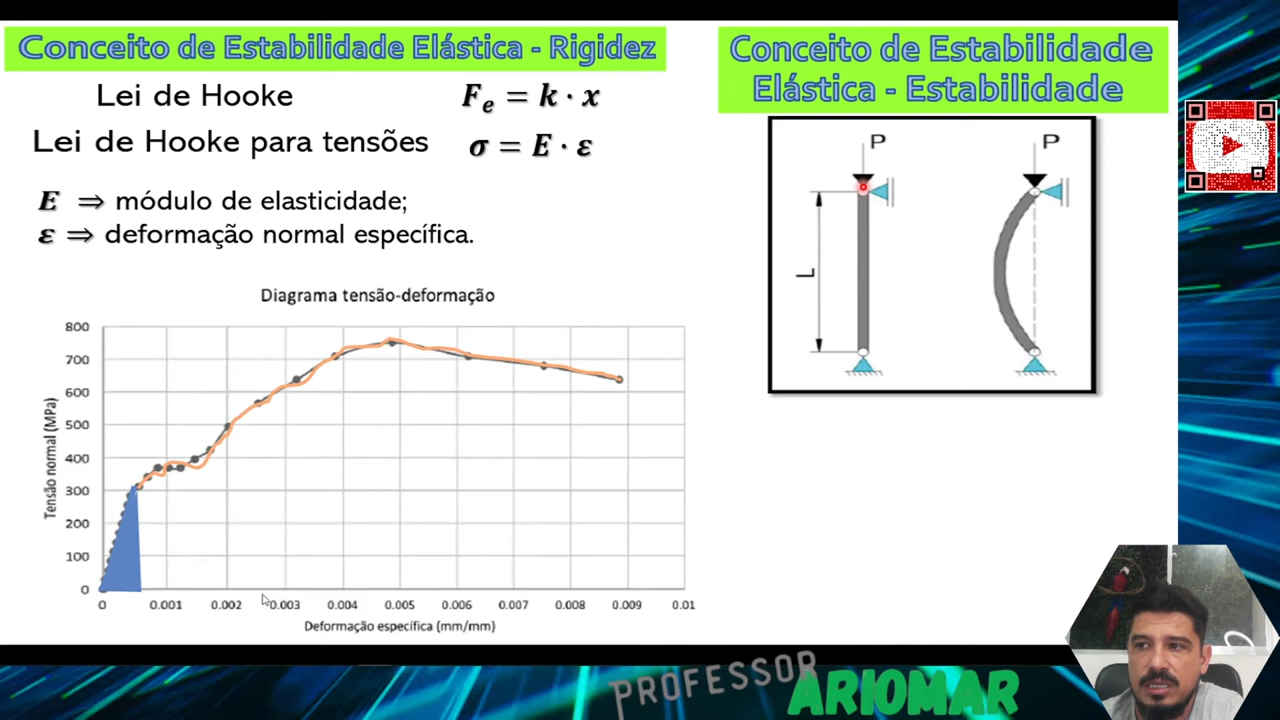 Conceito de Estabilidade Elástica - Rigidez
Lei de Hooke
Fₑ = k · x
Lei de Hooke para tensões
σ = E · ε
E ⇒ módulo de elasticidade;
ε ⇒ deformação normal específica.
Diagrama tensão-deformação
Tensão normal (MPa)
800
700
600
500
400
300
200
100
0
0 0.001 0.002 0.003 0.004 0.005 0.006 0.007 0.008 0.009 0.01
Deformação específica (mm/mm)
Conceito de Estabilidade
Elástica - Estabilidade
P P
L
PROFESSOR
ARIOMAR